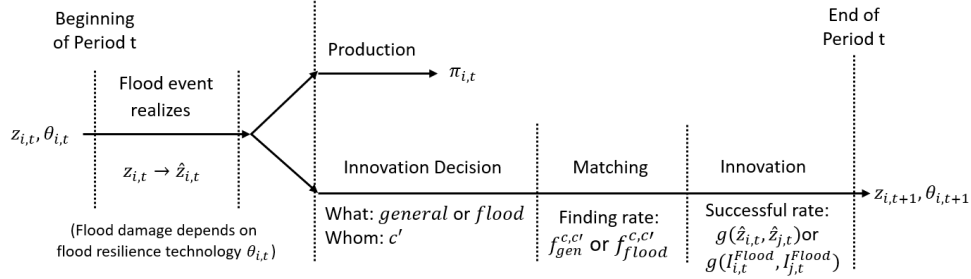 Beginning
of Period t
End of
Period t
Production
π_{i,t}
Flood event
realizes
z_{i,t}, θ_{i,t}
z_{i,t} → ẑ_{i,t}
(Flood damage depends on
flood resilience technology θ_{i,t})
Innovation Decision
What: general or flood
Whom: c′
Matching
Finding rate:
f_{gen}^{c,c′} or f_{flood}^{c,c′}
Innovation
Successful rate:
g(ẑ_{i,t}, ẑ_{j,t})or
g(I_{i,t}^{Flood}, I_{j,t}^{Flood})
z_{i,t+1}, θ_{i,t+1}